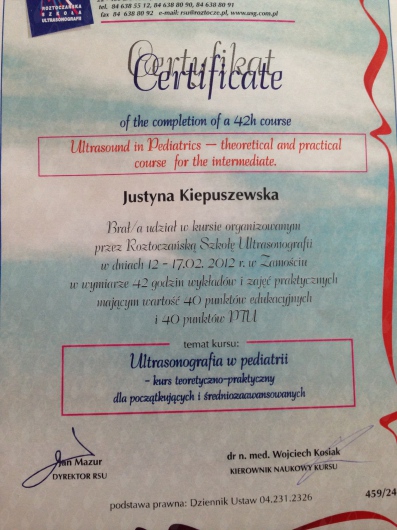 ROZTOCZAŃSKA
SZKOŁA
ULTRASONOGRAFII
tel. 84 638 55 12, 84 638 80 90, 84 638 80 91
fax 84 638 80 92 e-mail: rsu@roztocze.pl, www.usg.com.pl
Certyfikat
Certificate
of the completion of a 42h course
Ultrasound in Pediatrics — theoretical and practical
course for the intermediate.
Justyna Kiepuszewska
Brał/a udział w kursie organizowanym
przez Roztoczańską Szkołę Ultrasonografii
w dniach 12 - 17.02. 2012 r. w Zamościu
w wymiarze 42 godzin wykładów i zajęć praktycznych
mającym wartość 40 punktów edukacyjnych
i 40 punktów PTU
temat kursu:
Ultrasonografia w pediatrii
- kurs teoretyczno-praktyczny
dla początkujących i średniozaawansowanych
Jan Mazur
DYREKTOR RSU
dr n. med. Wojciech Kosiak
KIEROWNIK NAUKOWY KURSU
podstawa prawna: Dziennik Ustaw 04.231.2326
459/24